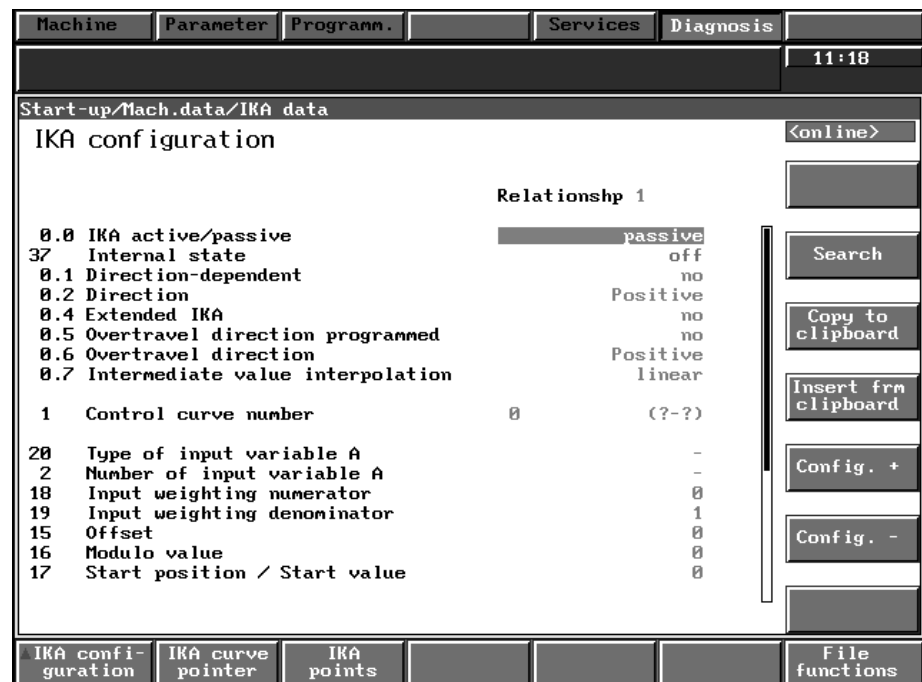 Machine Parameter Programm. Services Diagnosis
11:18
Start-up/Mach.data/IKA data
IKA configuration
<online>
Relationshp 1
0.0 IKA active/passive passive
37 Internal state off
Search
0.1 Direction-dependent no
0.2 Direction Positive
0.4 Extended IKA no
Copy to
clipboard
0.5 Overtravel direction programmed no
0.6 Overtravel direction Positive
0.7 Intermediate value interpolation linear
Insert frm
clipboard
1 Control curve number 0 (?-?)
20 Type of input variable A -
2 Number of input variable A -
Config. +
18 Input weighting numerator 0
19 Input weighting denominator 1
15 Offset 0
Config. -
16 Modulo value 0
17 Start position / Start value 0
IKA confi-
guration
IKA curve
pointer
IKA
points
File
functions